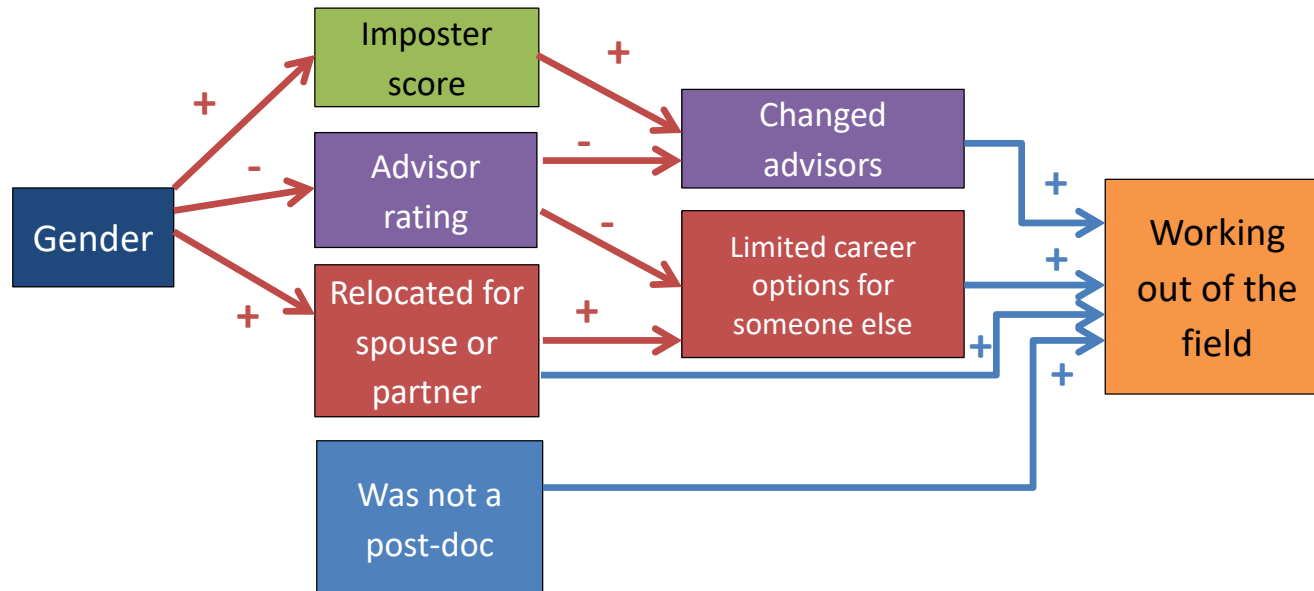 Gender
+
-
+
Imposter
score
Advisor
rating
Relocated for
spouse or
partner
Was not a
post-doc
+
-
-
+
Changed
advisors
Limited career
options for
someone else
+
+
+
+
Working
out of the
field